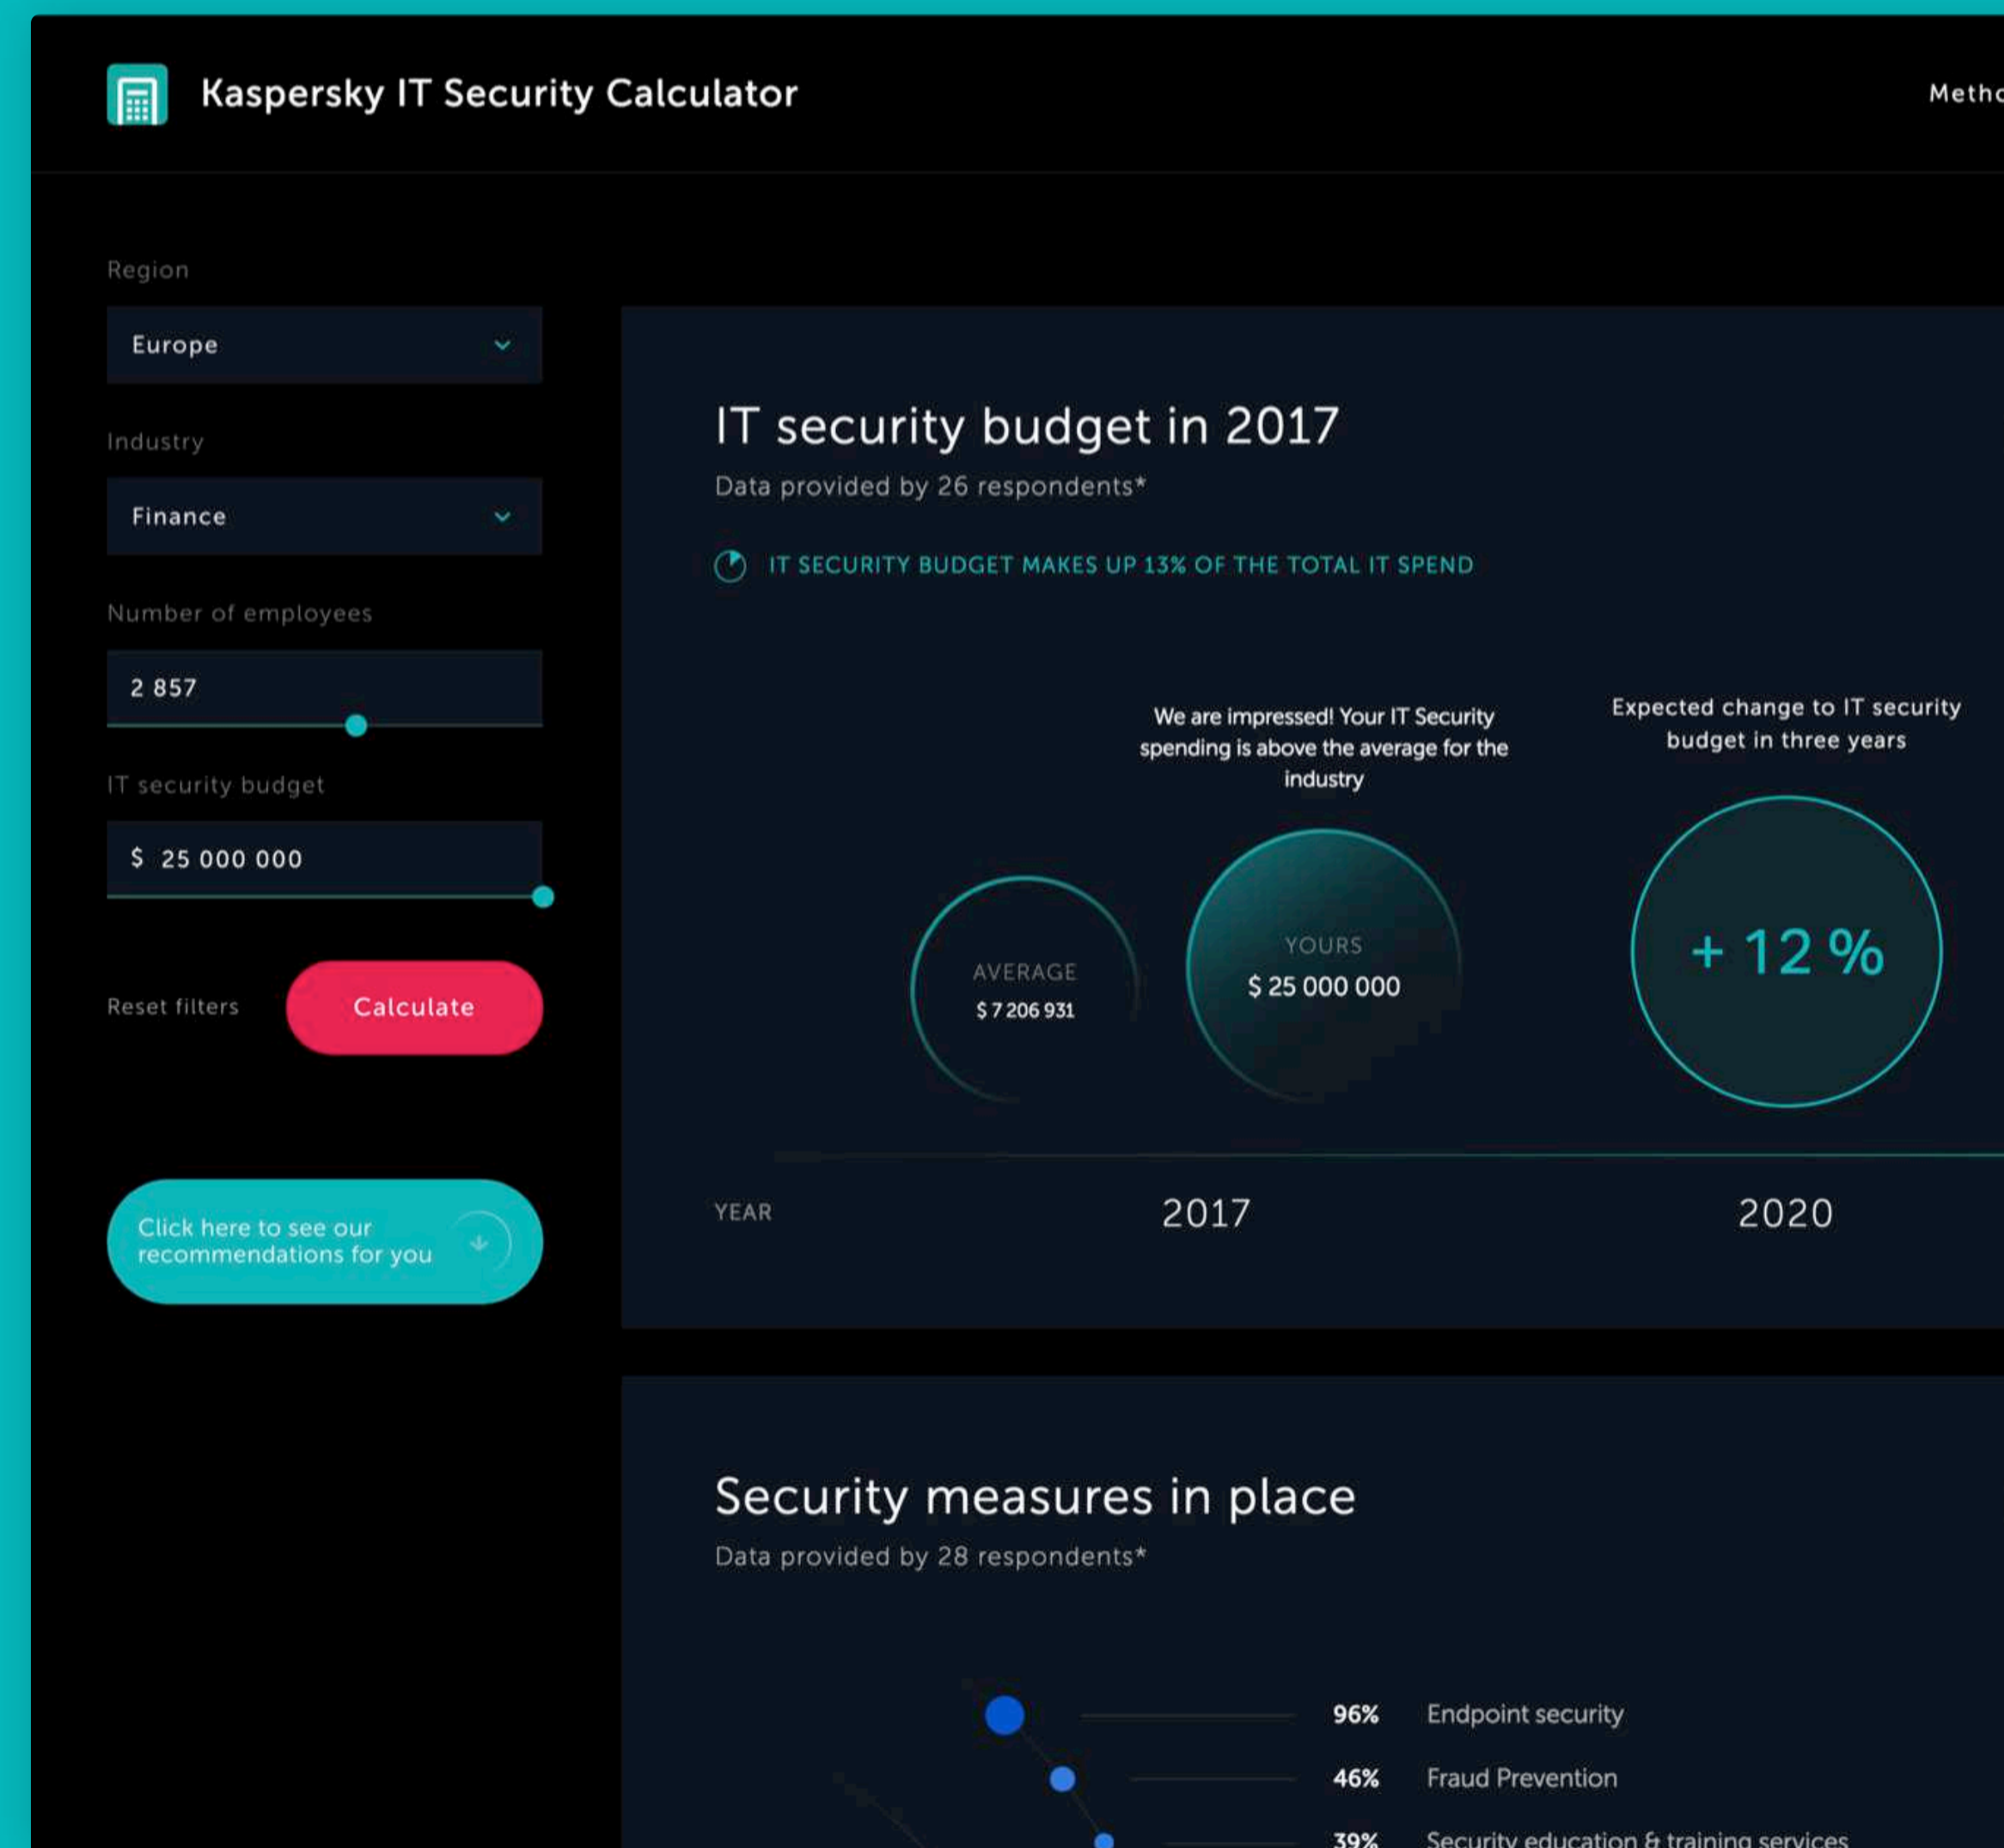 Kaspersky IT Security Calculator
Region
Europe
Industry
Finance
Number of employees
2 857
IT security budget
$ 25 000 000
Reset filters
Calculate
Click here to see our
recommendations for you
IT security budget in 2017
Data provided by 26 respondents*
IT SECURITY BUDGET MAKES UP 13% OF THE TOTAL IT SPEND
We are impressed! Your IT Security
spending is above the average for the
industry
Expected change to IT security
budget in three years
AVERAGE
$ 7 206 931
YOURS
$ 25 000 000
+ 12 %
YEAR
2017
2020
Security measures in place
Data provided by 28 respondents*
96% Endpoint security
46% Fraud Prevention
39% Security education & training services